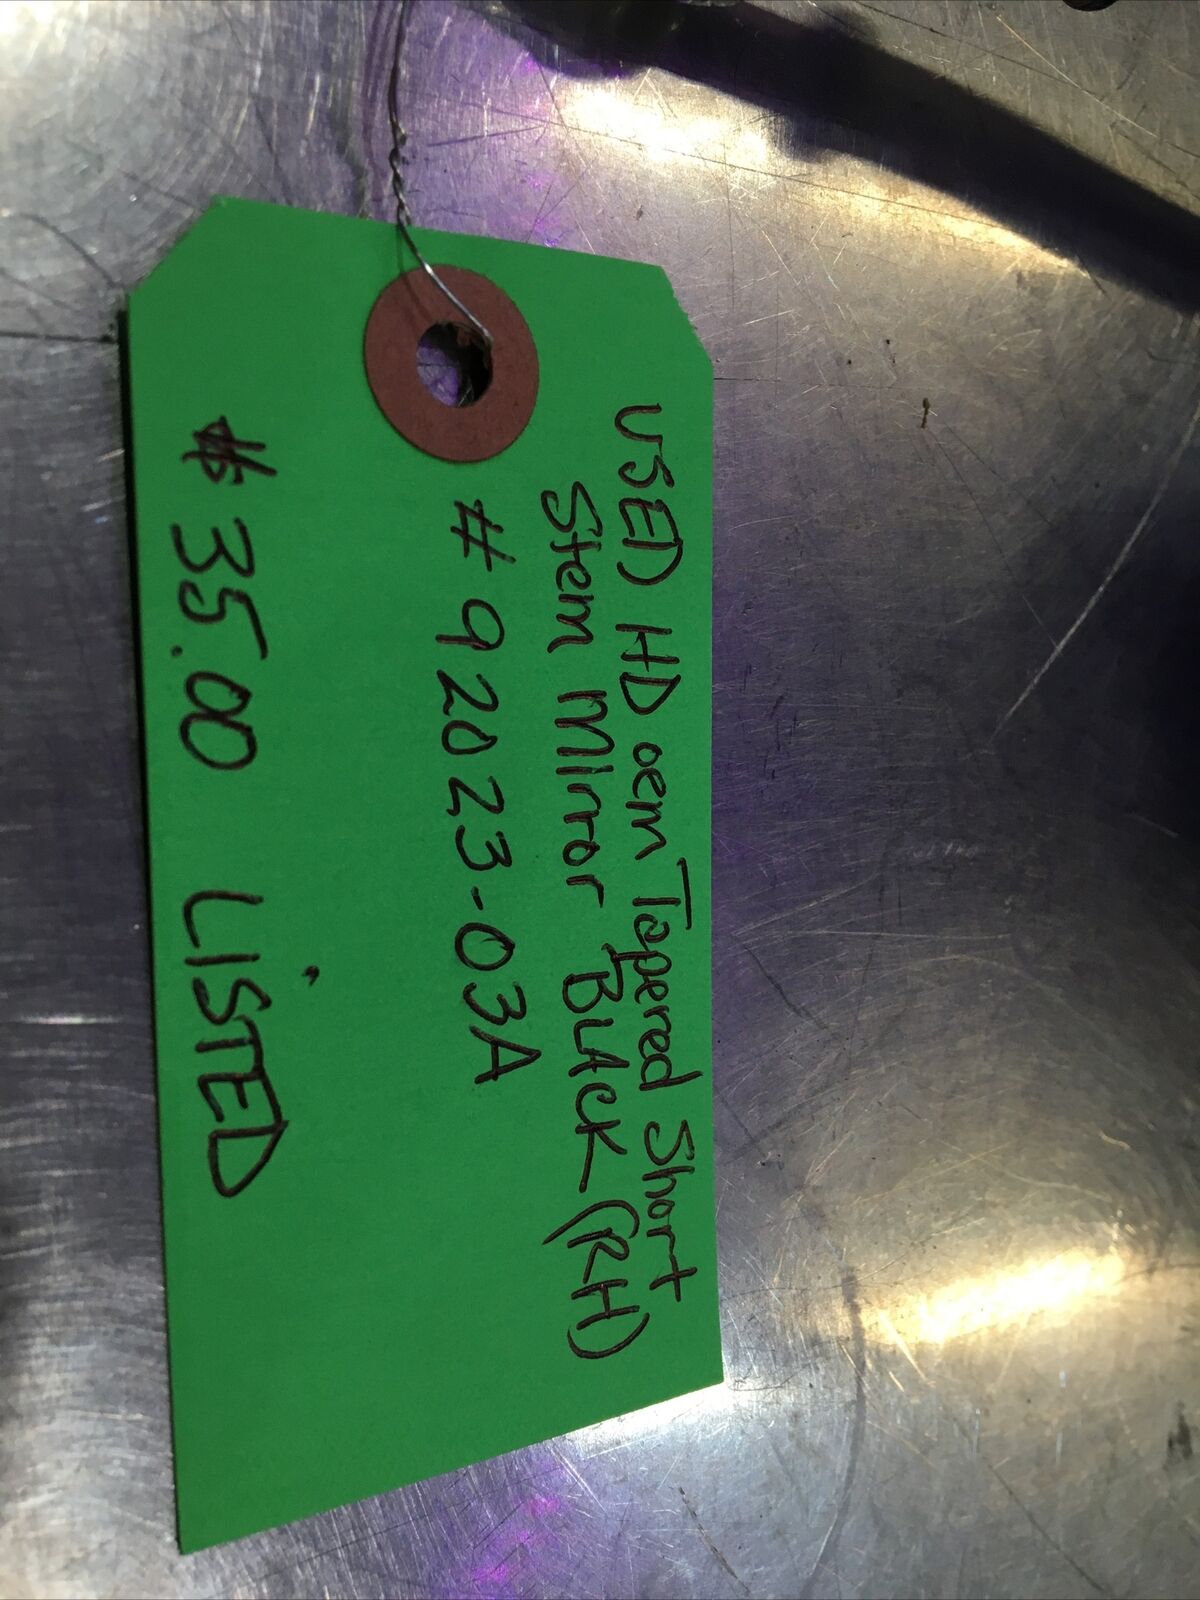 USED HD oem Tapered Short
Stem MIrror BLACK (RH)
# 92023-03A
$ 35.00 LISTED